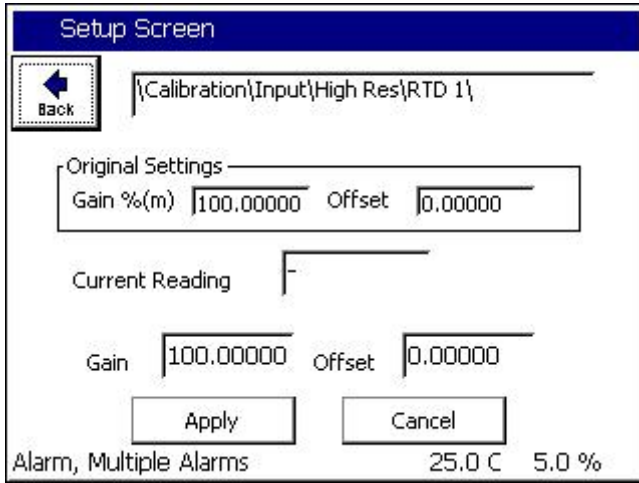 Setup Screen
Back
\Calibration\Input\High Res\RTD 1\
Original Settings
Gain %(m) 100.00000 Offset 0.00000
Current Reading -
Gain 100.00000 Offset 0.00000
Apply Cancel
Alarm, Multiple Alarms 25.0 C 5.0 %